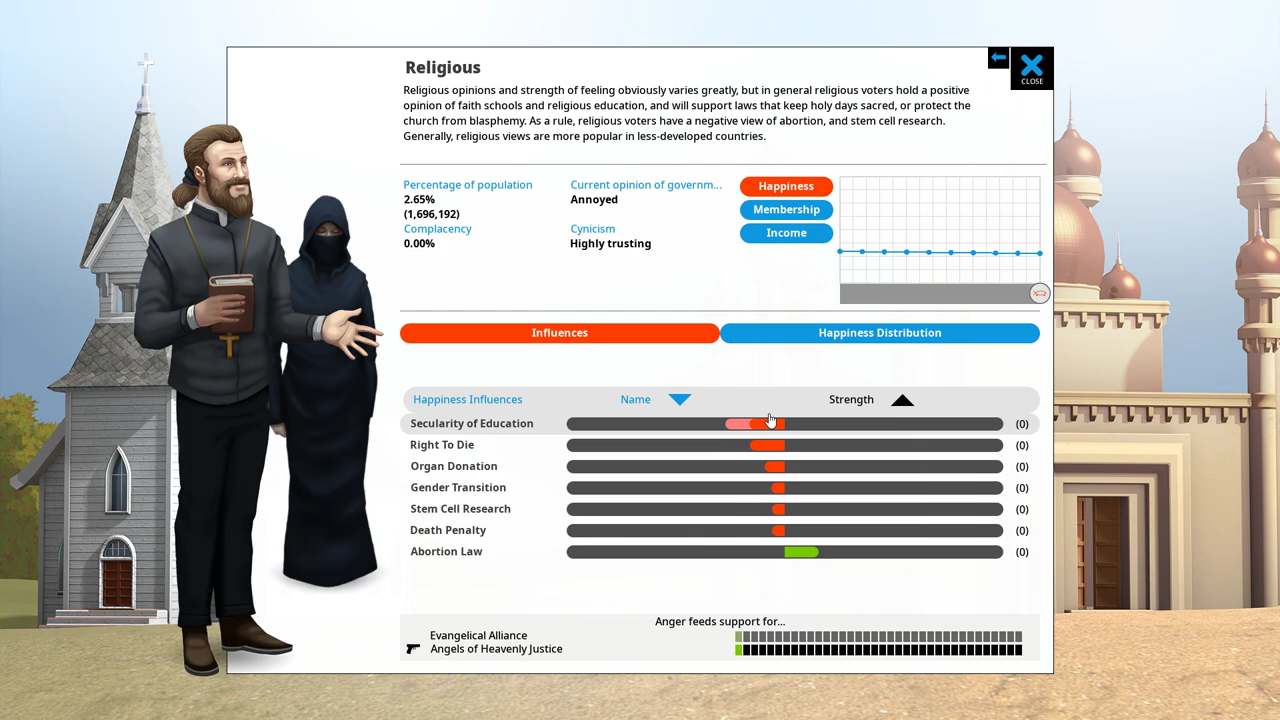 Religious
CLOSE
Religious opinions and strength of feeling obviously varies greatly, but in general religious voters hold a positive
opinion of faith schools and religious education, and will support laws that keep holy days sacred, or protect the
church from blasphemy. As a rule, religious voters have a negative view of abortion, and stem cell research.
Generally, religious views are more popular in less-developed countries.
Percentage of population
2.65%
(1,696,192)
Complacency
0.00%
Current opinion of governm...
Annoyed
Cynicism
Highly trusting
Happiness
Membership
Income
Influences
Happiness Distribution
Happiness Influences Name Strength
Secularity of Education (0)
Right To Die (0)
Organ Donation (0)
Gender Transition (0)
Stem Cell Research (0)
Death Penalty (0)
Abortion Law (0)
Anger feeds support for...
Evangelical Alliance
Angels of Heavenly Justice